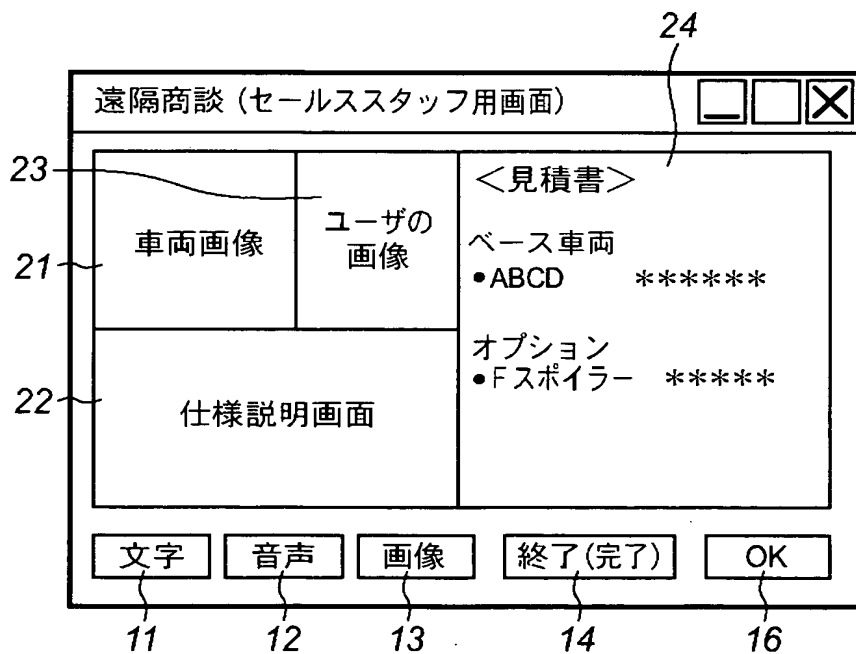 24
遠隔商談(セールススタッフ用画面)
23
21
22
車両画像
ユーザの
画像
仕様説明画面
<見積書>
ベース車両
•ABCD ******
オプション
•Fスポイラー *****
文字 音声 画像 終了(完了) OK
11 12 13 14 16